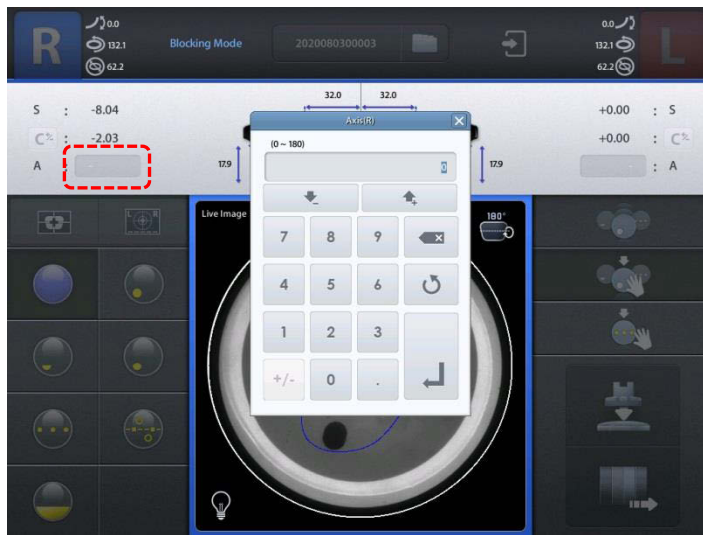 R
0.0
132.1
62.2
Blocking Mode
2020080300003
0.0
132.1
62.2
L
S : -8.04
C : -2.03
A :
32.0 32.0
17.9
17.9
+0.00 : S
+0.00 : C
: A
Axis(R)
(0 ~ 180)
0
7 8 9
4 5 6
1 2 3
+/- 0 .
Live Image
180°